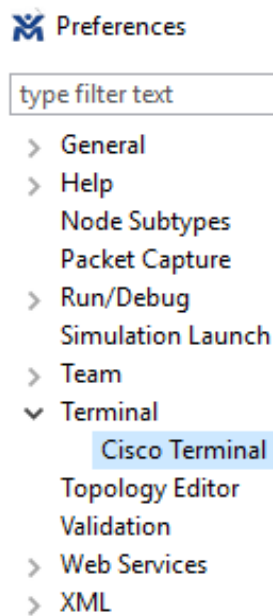 Preferences
type filter text
General
Help
Node Subtypes
Packet Capture
Run/Debug
Simulation Launch
Team
Terminal
Cisco Terminal
Topology Editor
Validation
Web Services
XML